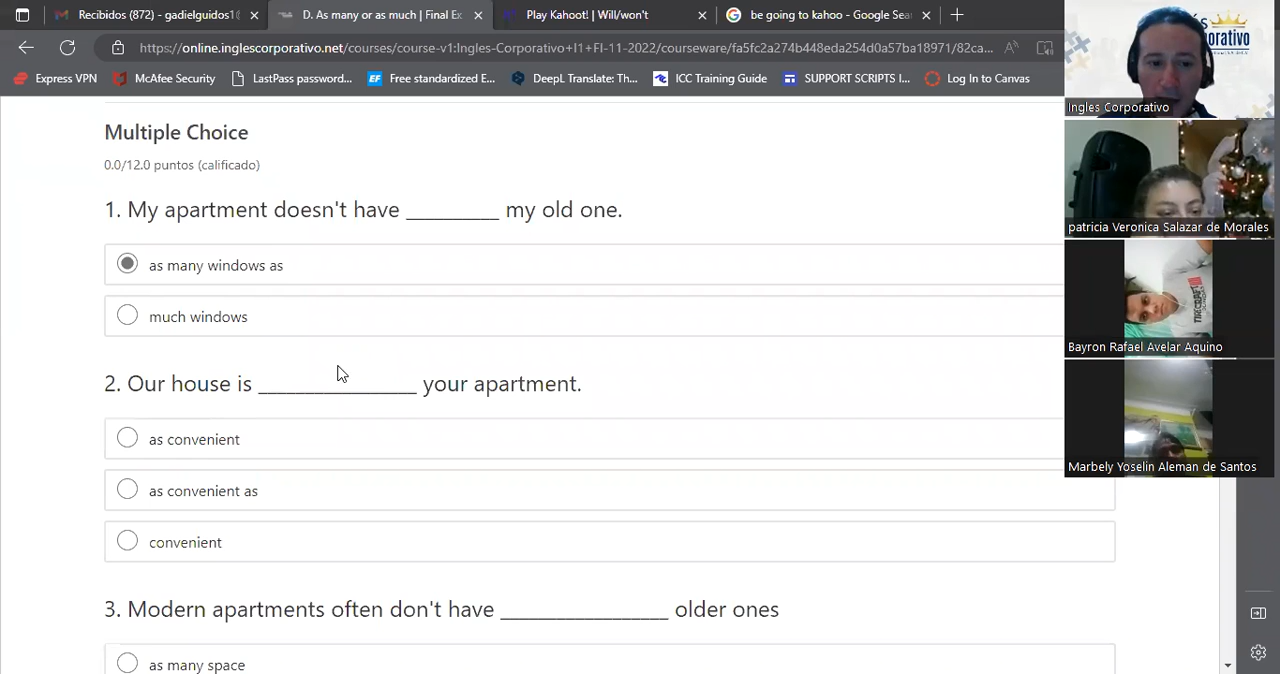 Recibidos (872) - gadielguidos1@
D. As many or as much | Final Ex
Play Kahoot! | Will/won't
be going to kahoo - Google Sear
https://online.inglescorporativo.net/courses/course-v1:Ingles-Corporativo+I1+FI-11-2022/courseware/fa5fc2a274b448eda254d0a57ba18971/82ca...
Express VPN
McAfee Security
LastPass password...
EF
Free standardized E...
DeepL Translate: Th...
ICC Training Guide
SUPPORT SCRIPTS I...
Log In to Canvas
Multiple Choice
0.0/12.0 puntos (calificado)
1. My apartment doesn't have _________ my old one.
as many windows as
much windows
2. Our house is _______________ your apartment.
as convenient
as convenient as
convenient
3. Modern apartments often don't have ________________ older ones
as many space
Ingles Corporativo
patricia Veronica Salazar de Morales
Bayron Rafael Avelar Aquino
Marbely Yoselin Aleman de Santos